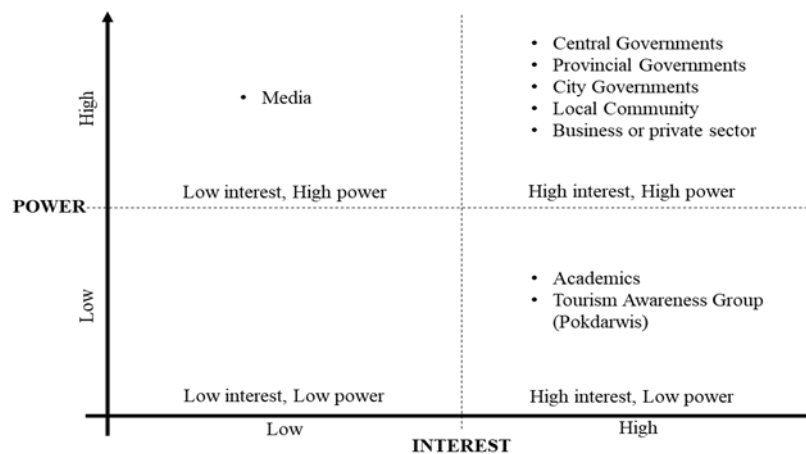 • Central Governments
• Provincial Governments
• City Governments
• Local Community
• Business or private sector
• Media
High
Low interest, High power
High interest, High power
POWER
• Academics
• Tourism Awareness Group
(Pokdarwis)
Low
Low interest, Low power
High interest, Low power
Low
High
INTEREST